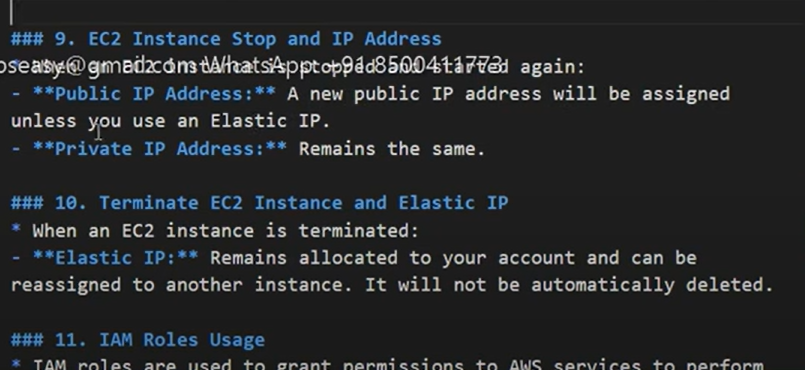 ### 9. EC2 Instance Stop and IP Address
* When an EC2 instance is stopped and started again:
oseasy@gmail.com WhatsApp: +91 8500411773
- **Public IP Address:** A new public IP address will be assigned
unless you use an Elastic IP.
- **Private IP Address:** Remains the same.
### 10. Terminate EC2 Instance and Elastic IP
* When an EC2 instance is terminated:
- **Elastic IP:** Remains allocated to your account and can be
reassigned to another instance. It will not be automatically deleted.
### 11. IAM Roles Usage
* IAM roles are used to grant permissions to AWS services to perform